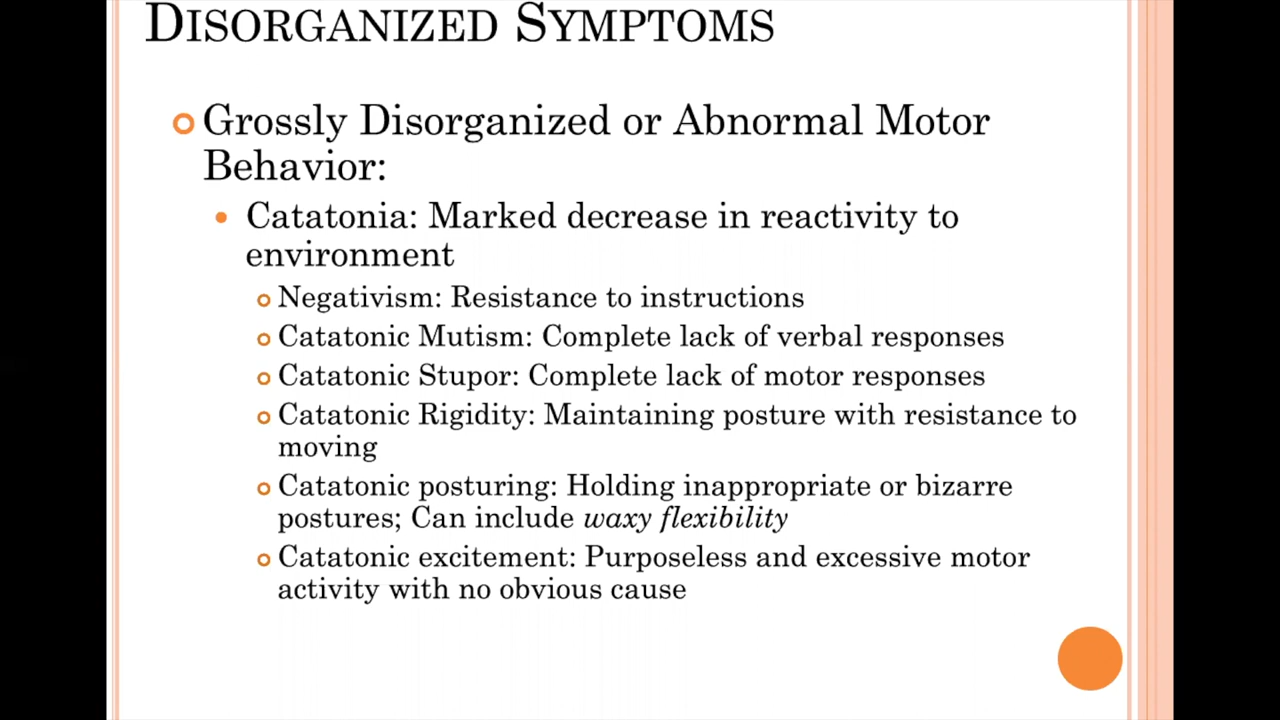 DISORGANIZED SYMPTOMS
Grossly Disorganized or Abnormal Motor
Behavior:
Catatonia: Marked decrease in reactivity to
environment
Negativism: Resistance to instructions
Catatonic Mutism: Complete lack of verbal responses
Catatonic Stupor: Complete lack of motor responses
Catatonic Rigidity: Maintaining posture with resistance to
moving
Catatonic posturing: Holding inappropriate or bizarre
postures; Can include waxy flexibility
Catatonic excitement: Purposeless and excessive motor
activity with no obvious cause